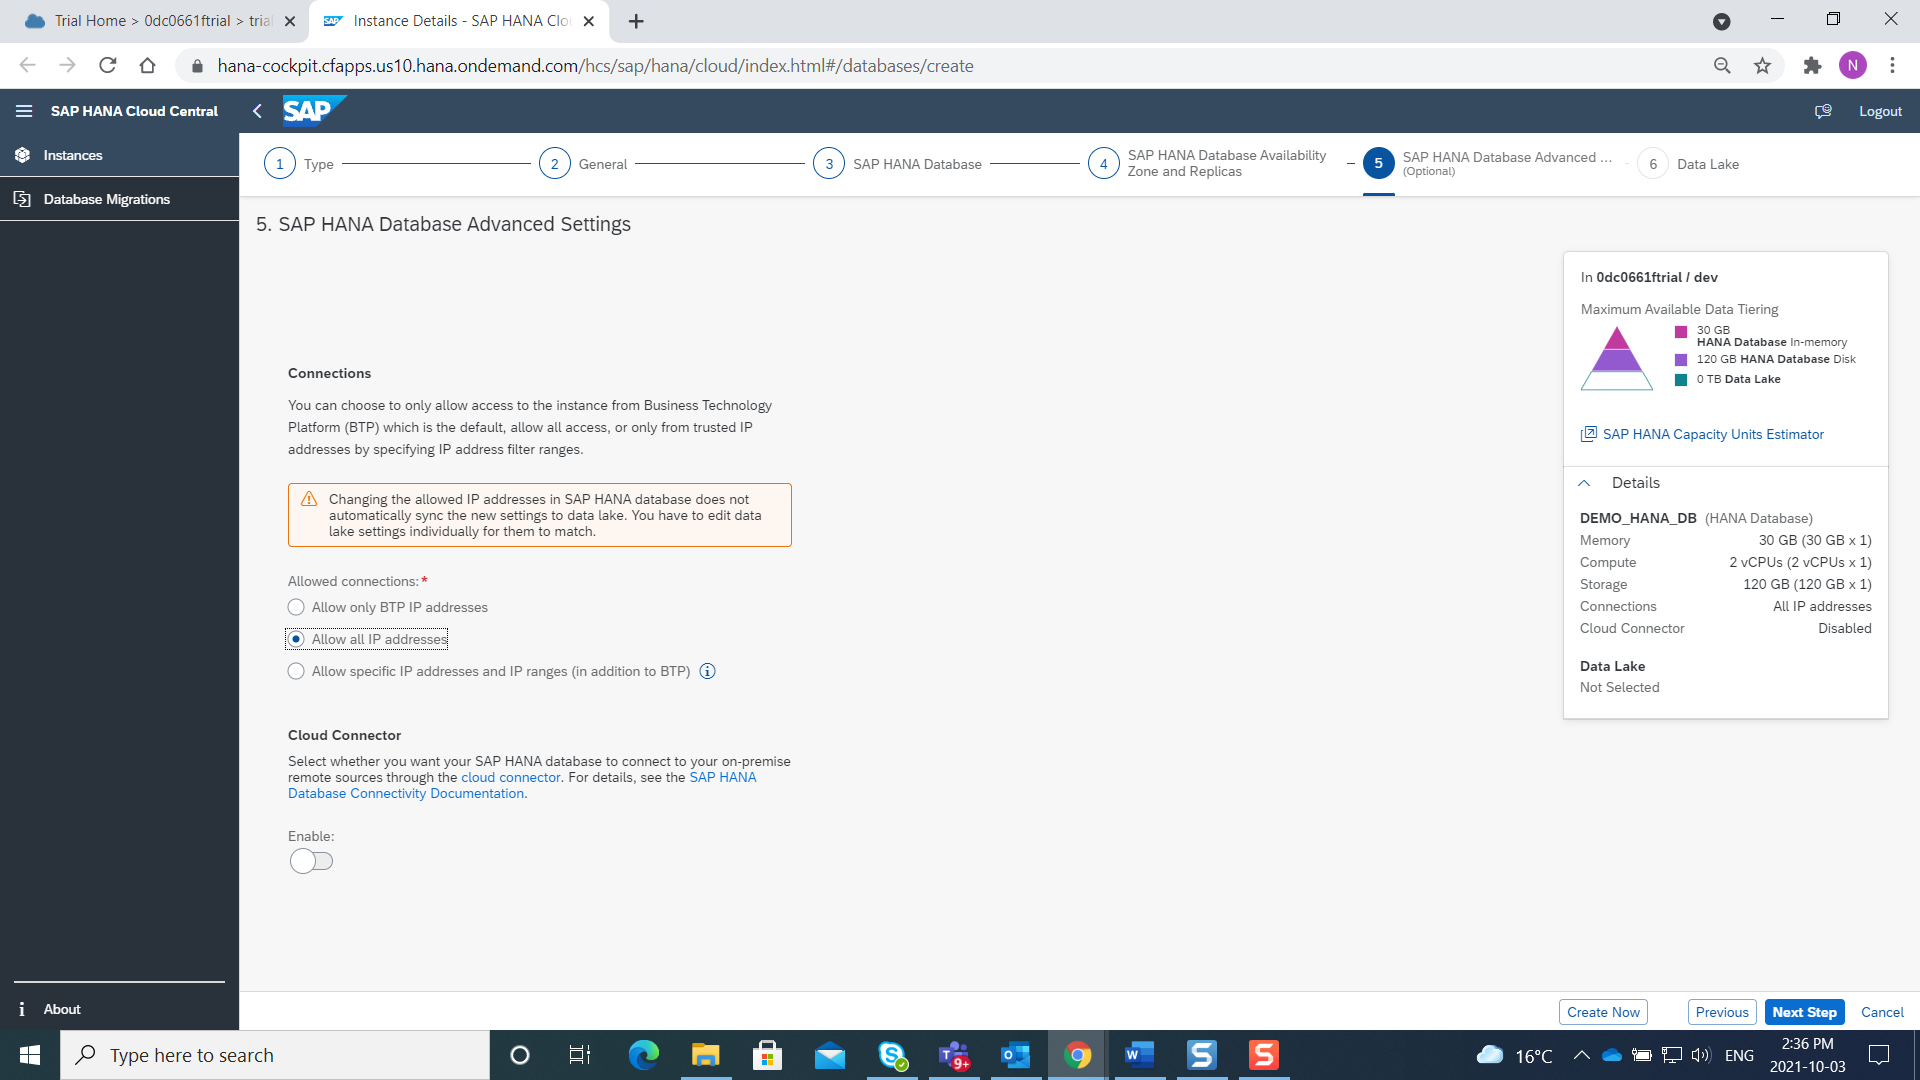 Trial Home > 0dc0661ftrial > tria
Instance Details - SAP HANA Clo
hana-cockpit.cfapps.us10.hana.ondemand.com/hcs/sap/hana/cloud/index.html#/databases/create
N
SAP HANA Cloud Central
SAP
Logout
Instances
Database Migrations
1 Type
2 General
3 SAP HANA Database
4 SAP HANA Database Availability
Zone and Replicas
5 SAP HANA Database Advanced ...
(Optional)
6 Data Lake
5. SAP HANA Database Advanced Settings
Connections
You can choose to only allow access to the instance from Business Technology
Platform (BTP) which is the default, allow all access, or only from trusted IP
addresses by specifying IP address filter ranges.
Changing the allowed IP addresses in SAP HANA database does not
automatically sync the new settings to data lake. You have to edit data
lake settings individually for them to match.
Allowed connections:*
Allow only BTP IP addresses
Allow all IP addresses
Allow specific IP addresses and IP ranges (in addition to BTP)
Cloud Connector
Select whether you want your SAP HANA database to connect to your on-premise
remote sources through the cloud connector. For details, see the SAP HANA
Database Connectivity Documentation.
Enable:
In 0dc0661ftrial / dev
Maximum Available Data Tiering
30 GB
HANA Database In-memory
120 GB HANA Database Disk
0 TB Data Lake
SAP HANA Capacity Units Estimator
Details
DEMO_HANA_DB (HANA Database)
Memory 30 GB (30 GB x 1)
Compute 2 vCPUs (2 vCPUs x 1)
Storage 120 GB (120 GB x 1)
Connections All IP addresses
Cloud Connector Disabled
Data Lake
Not Selected
About
Create Now
Previous
Next Step
Cancel
Type here to search
9+
16°C
ENG
2:36 PM
2021-10-03